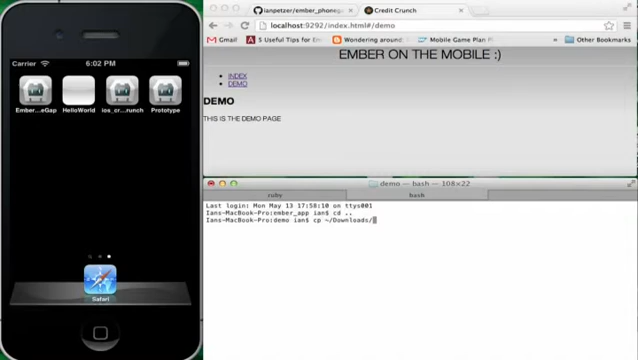 Carrier
6:02 PM
Ember...eGap
HelloWorld
ios_cr...runch
Prototype
Safari
ianpetzer/ember_phoneg
Credit Crunch
localhost:9292/index.html#/demo
Gmail
5 Useful Tips for Emb
Wondering around:
Mobile Game Plan P
Other Bookmarks
EMBER ON THE MOBILE :)
INDEX
DEMO
DEMO
THIS IS THE DEMO PAGE
demo — bash — 108×22
ruby
bash
Last login: Mon May 13 17:58:10 on ttys001
Ians-MacBook-Pro:ember_app ian$ cd ..
Ians-MacBook-Pro:demo ian$ cp ~/Downloads/